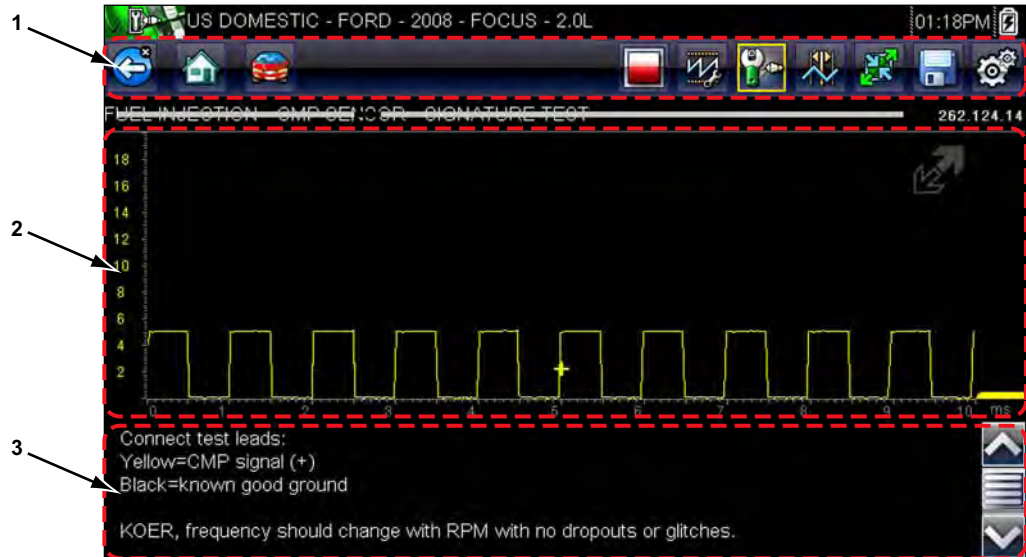 1
US DOMESTIC - FORD - 2008 - FOCUS - 2.0L 01:18PM
FUEL INJECTION - CMP SENSOR - SIGNATURE TEST 262.124.14
2
18
16
14
12
10
8
6
4
2
0 1 2 3 4 5 6 7 8 9 10 ms
3
Connect test leads:
Yellow=CMP signal (+)
Black=known good ground
KOER, frequency should change with RPM with no dropouts or glitches.